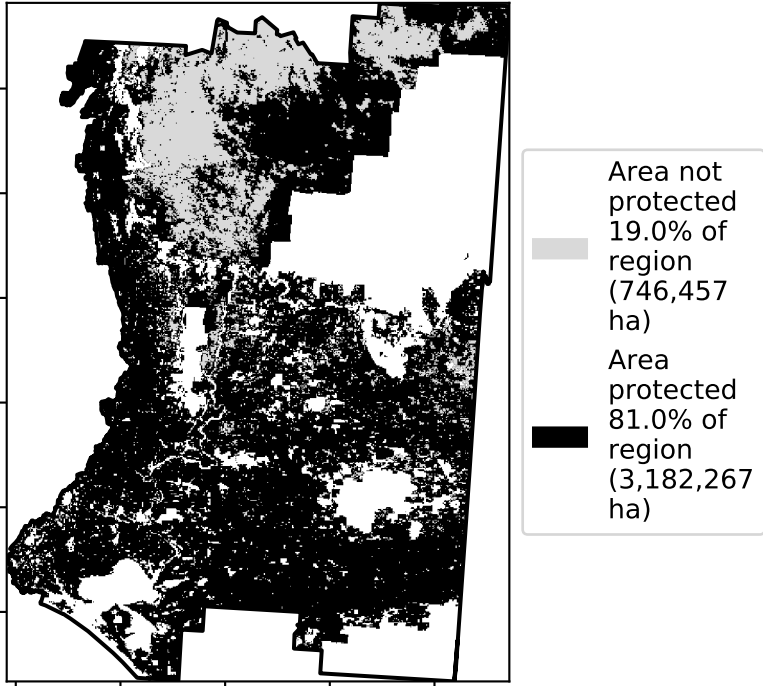 Area not
protected
19.0% of
region
(746,457
ha)
Area
protected
81.0% of
region
(3,182,267
ha)